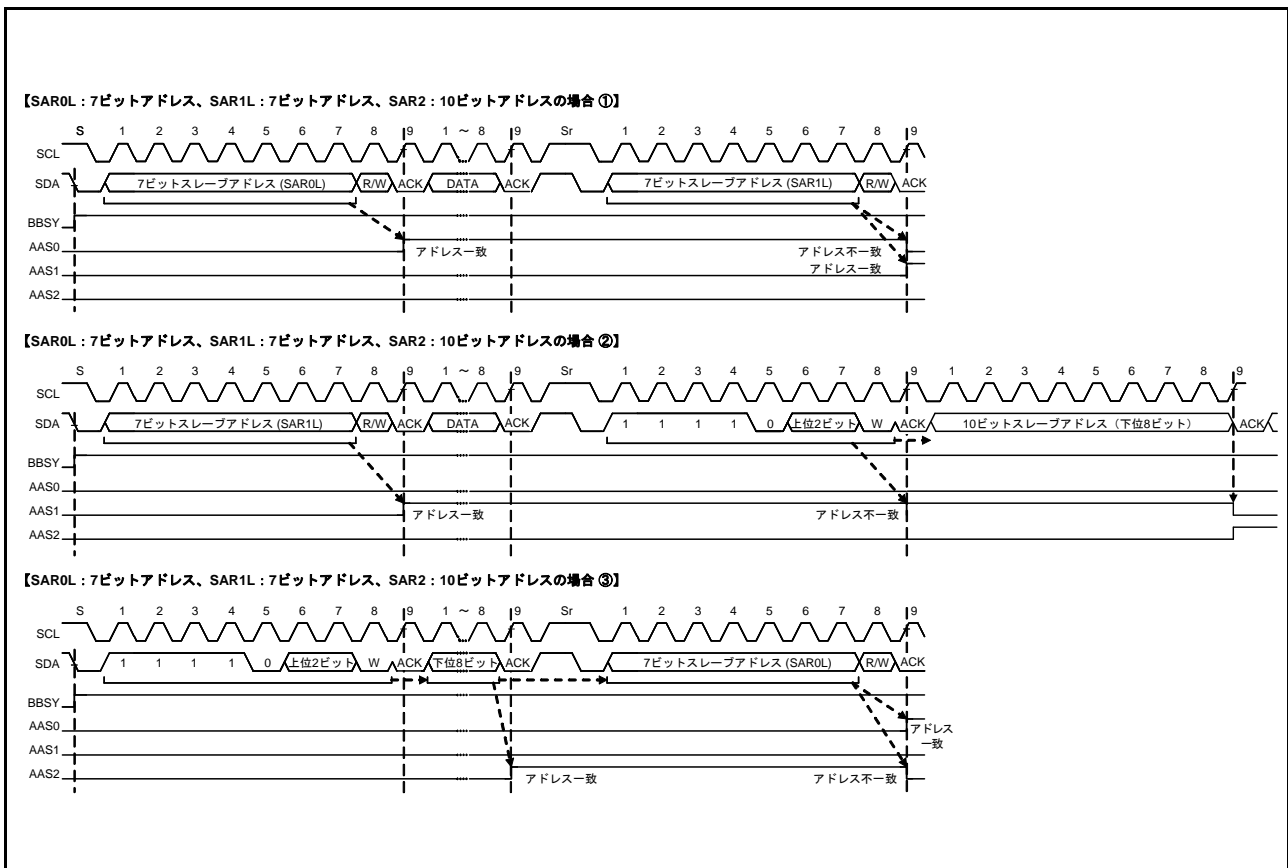 【SAR0L：7ビットアドレス、SAR1L：7ビットアドレス、SAR2：10ビットアドレスの場合 ①】
S 1 2 3 4 5 6 7 8 9 1 ～ 8 9 Sr 1 2 3 4 5 6 7 8 9
SCL
SDA 7ビットスレーブアドレス (SAR0L) R/W ACK DATA ACK 7ビットスレーブアドレス (SAR1L) R/W ACK
BBSY
AAS0 アドレス一致 アドレス不一致
AAS1 アドレス一致
AAS2
【SAR0L：7ビットアドレス、SAR1L：7ビットアドレス、SAR2：10ビットアドレスの場合 ②】
S 1 2 3 4 5 6 7 8 9 1 ～ 8 9 Sr 1 2 3 4 5 6 7 8 9 1 2 3 4 5 6 7 8 9
SCL
SDA 7ビットスレーブアドレス (SAR1L) R/W ACK DATA ACK 1 1 1 1 0 上位2ビット W ACK 10ビットスレーブアドレス（下位8ビット） ACK
BBSY
AAS0
AAS1 アドレス一致 アドレス不一致
AAS2
【SAR0L：7ビットアドレス、SAR1L：7ビットアドレス、SAR2：10ビットアドレスの場合 ③】
S 1 2 3 4 5 6 7 8 9 1 ～ 8 9 Sr 1 2 3 4 5 6 7 8 9
SCL
SDA 1 1 1 1 0 上位2ビット W ACK 下位8ビット ACK 7ビットスレーブアドレス (SAR0L) R/W ACK
BBSY
AAS0 アドレス
一致
AAS1
AAS2 アドレス一致 アドレス不一致